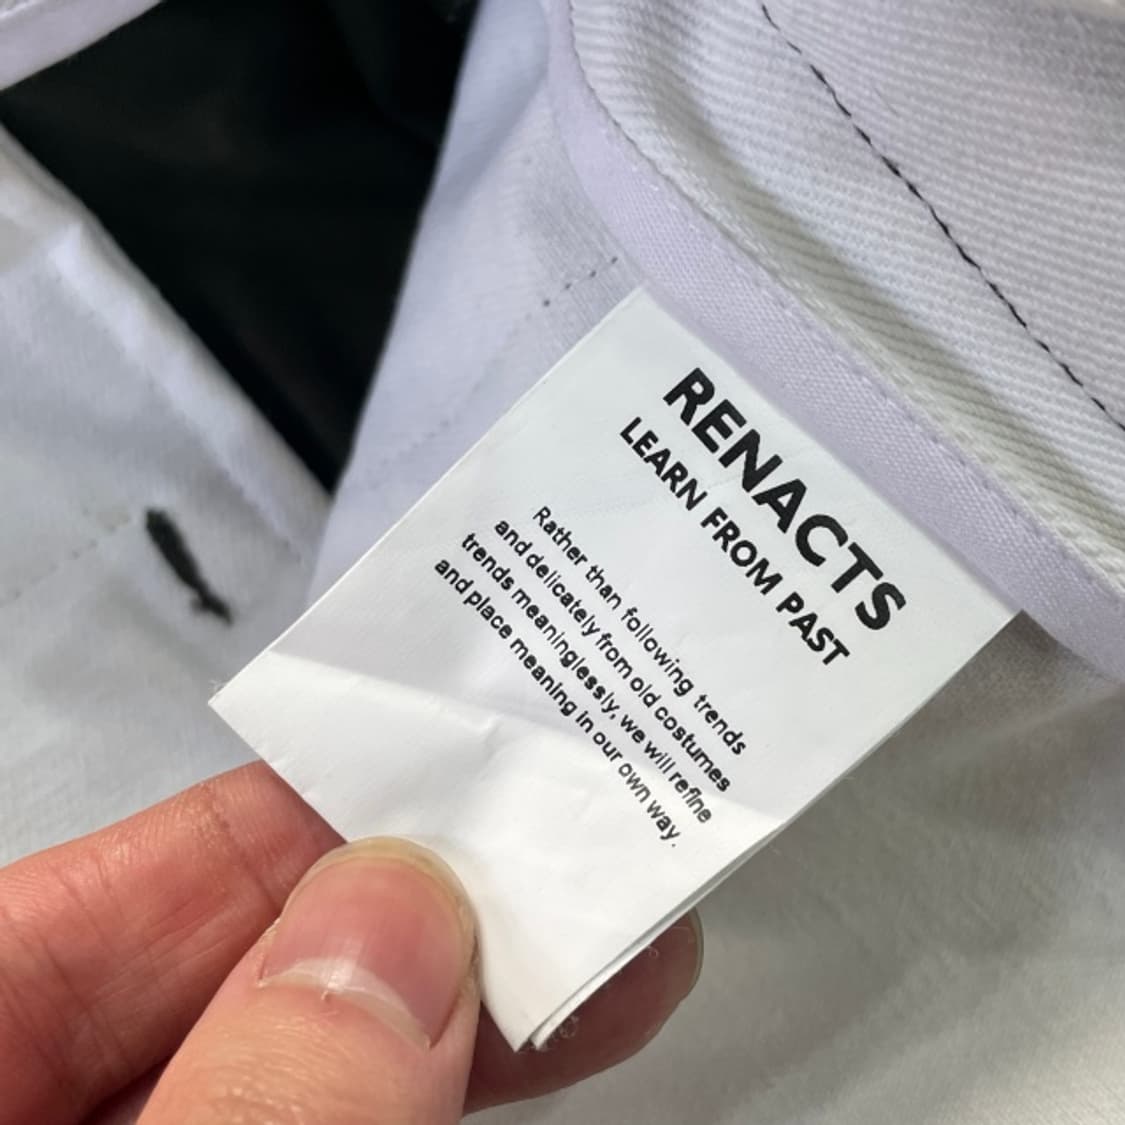 RENACTS
LEARN FROM PAST
Rather than following trends
and delicately from old costumes
trends meaninglessly, we will refine
and place meaning in our own way.